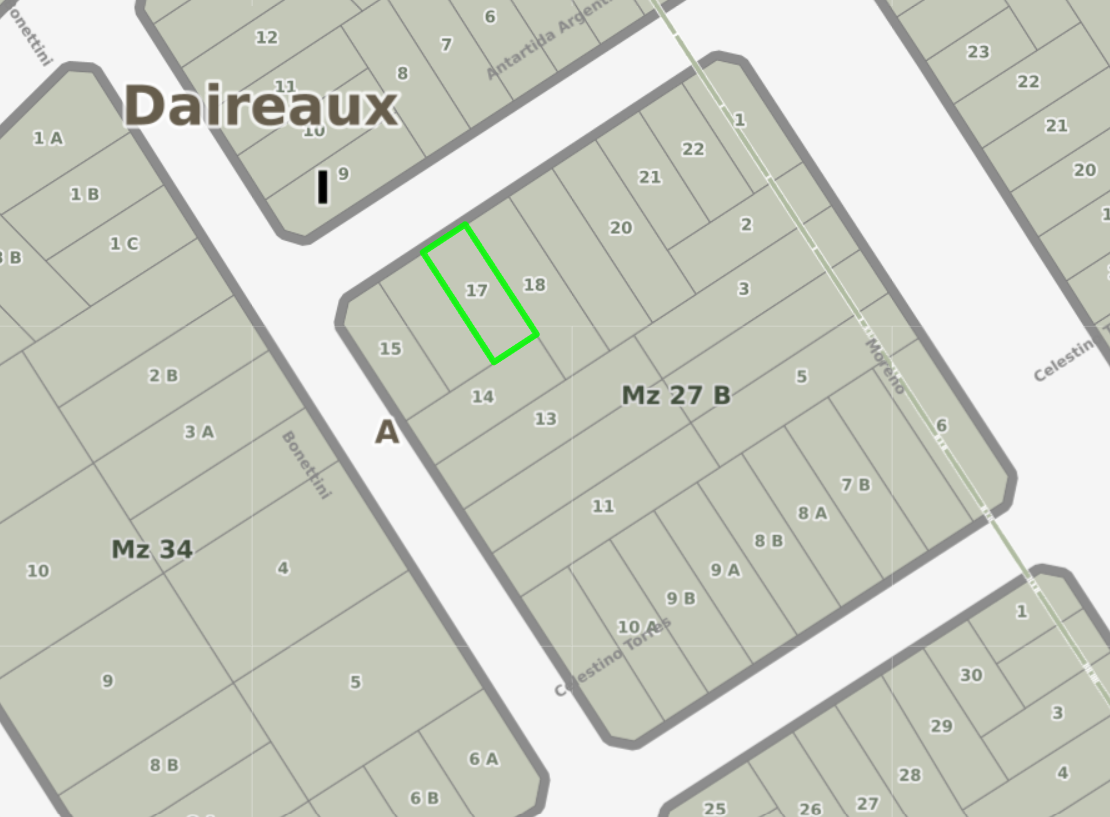 Bonettini
12
6
7
8
Antartida Argenti
11
Daireaux
10
9
1 A
1 B
1 C
B
23
22
21
20
1
22
21
20
2
3
18
17
15
14
13
Mz 27 B
5
Moreno
Celestin
2 B
3 A
A
Bonettini
Mz 34
10
4
11
6
7 B
8 A
8 B
9 A
9 B
10 A
Celestino Torres
9
5
8 B
6 A
6 B
1
30
3
29
28
4
27
26
25